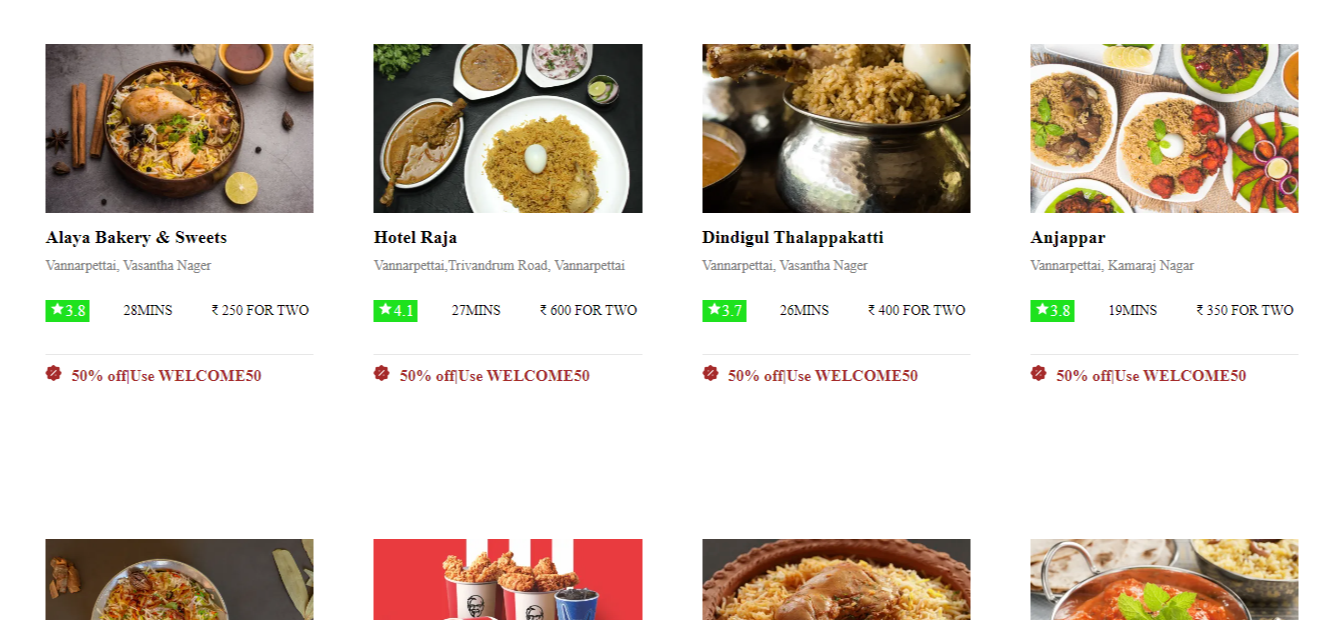 Alaya Bakery & Sweets
Vannarpettai, Vasantha Nager
★3.8 28MINS ₹ 250 FOR TWO
50% off|Use WELCOME50
Hotel Raja
Vannarpettai,Trivandrum Road, Vannarpettai
★4.1 27MINS ₹ 600 FOR TWO
50% off|Use WELCOME50
Dindigul Thalappakatti
Vannarpettai, Vasantha Nager
★3.7 26MINS ₹ 400 FOR TWO
50% off|Use WELCOME50
Anjappar
Vannarpettai, Kamaraj Nagar
★3.8 19MINS ₹ 350 FOR TWO
50% off|Use WELCOME50